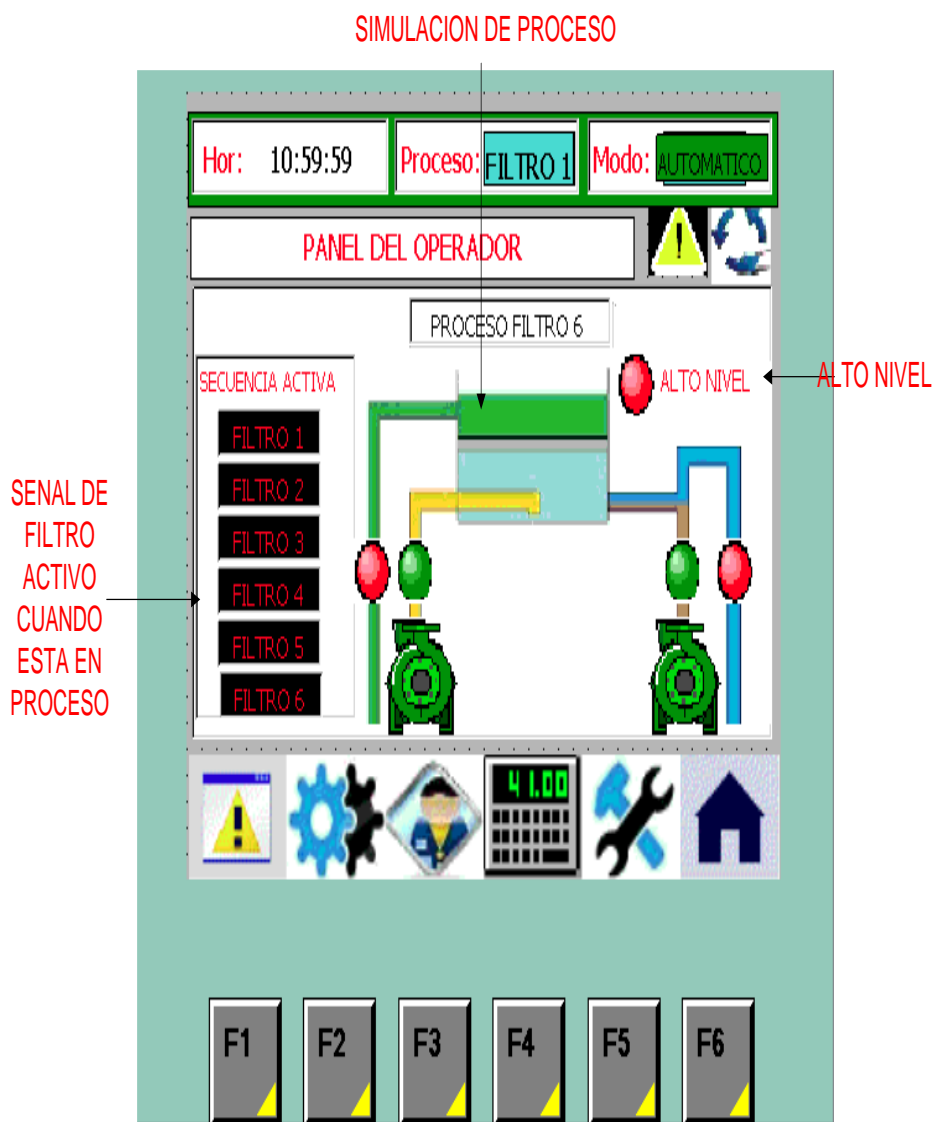 SIMULACION DE PROCESO
Hor: 10:59:59
Proceso: FILTRO 1
Modo: AUTOMATICO
PANEL DEL OPERADOR
PROCESO FILTRO 6
SECUENCIA ACTIVA
FILTRO 1
FILTRO 2
FILTRO 3
FILTRO 4
FILTRO 5
FILTRO 6
ALTO NIVEL
ALTO NIVEL
SENAL DE
FILTRO
ACTIVO
CUANDO
ESTA EN
PROCESO
41.00
F1
F2
F3
F4
F5
F6